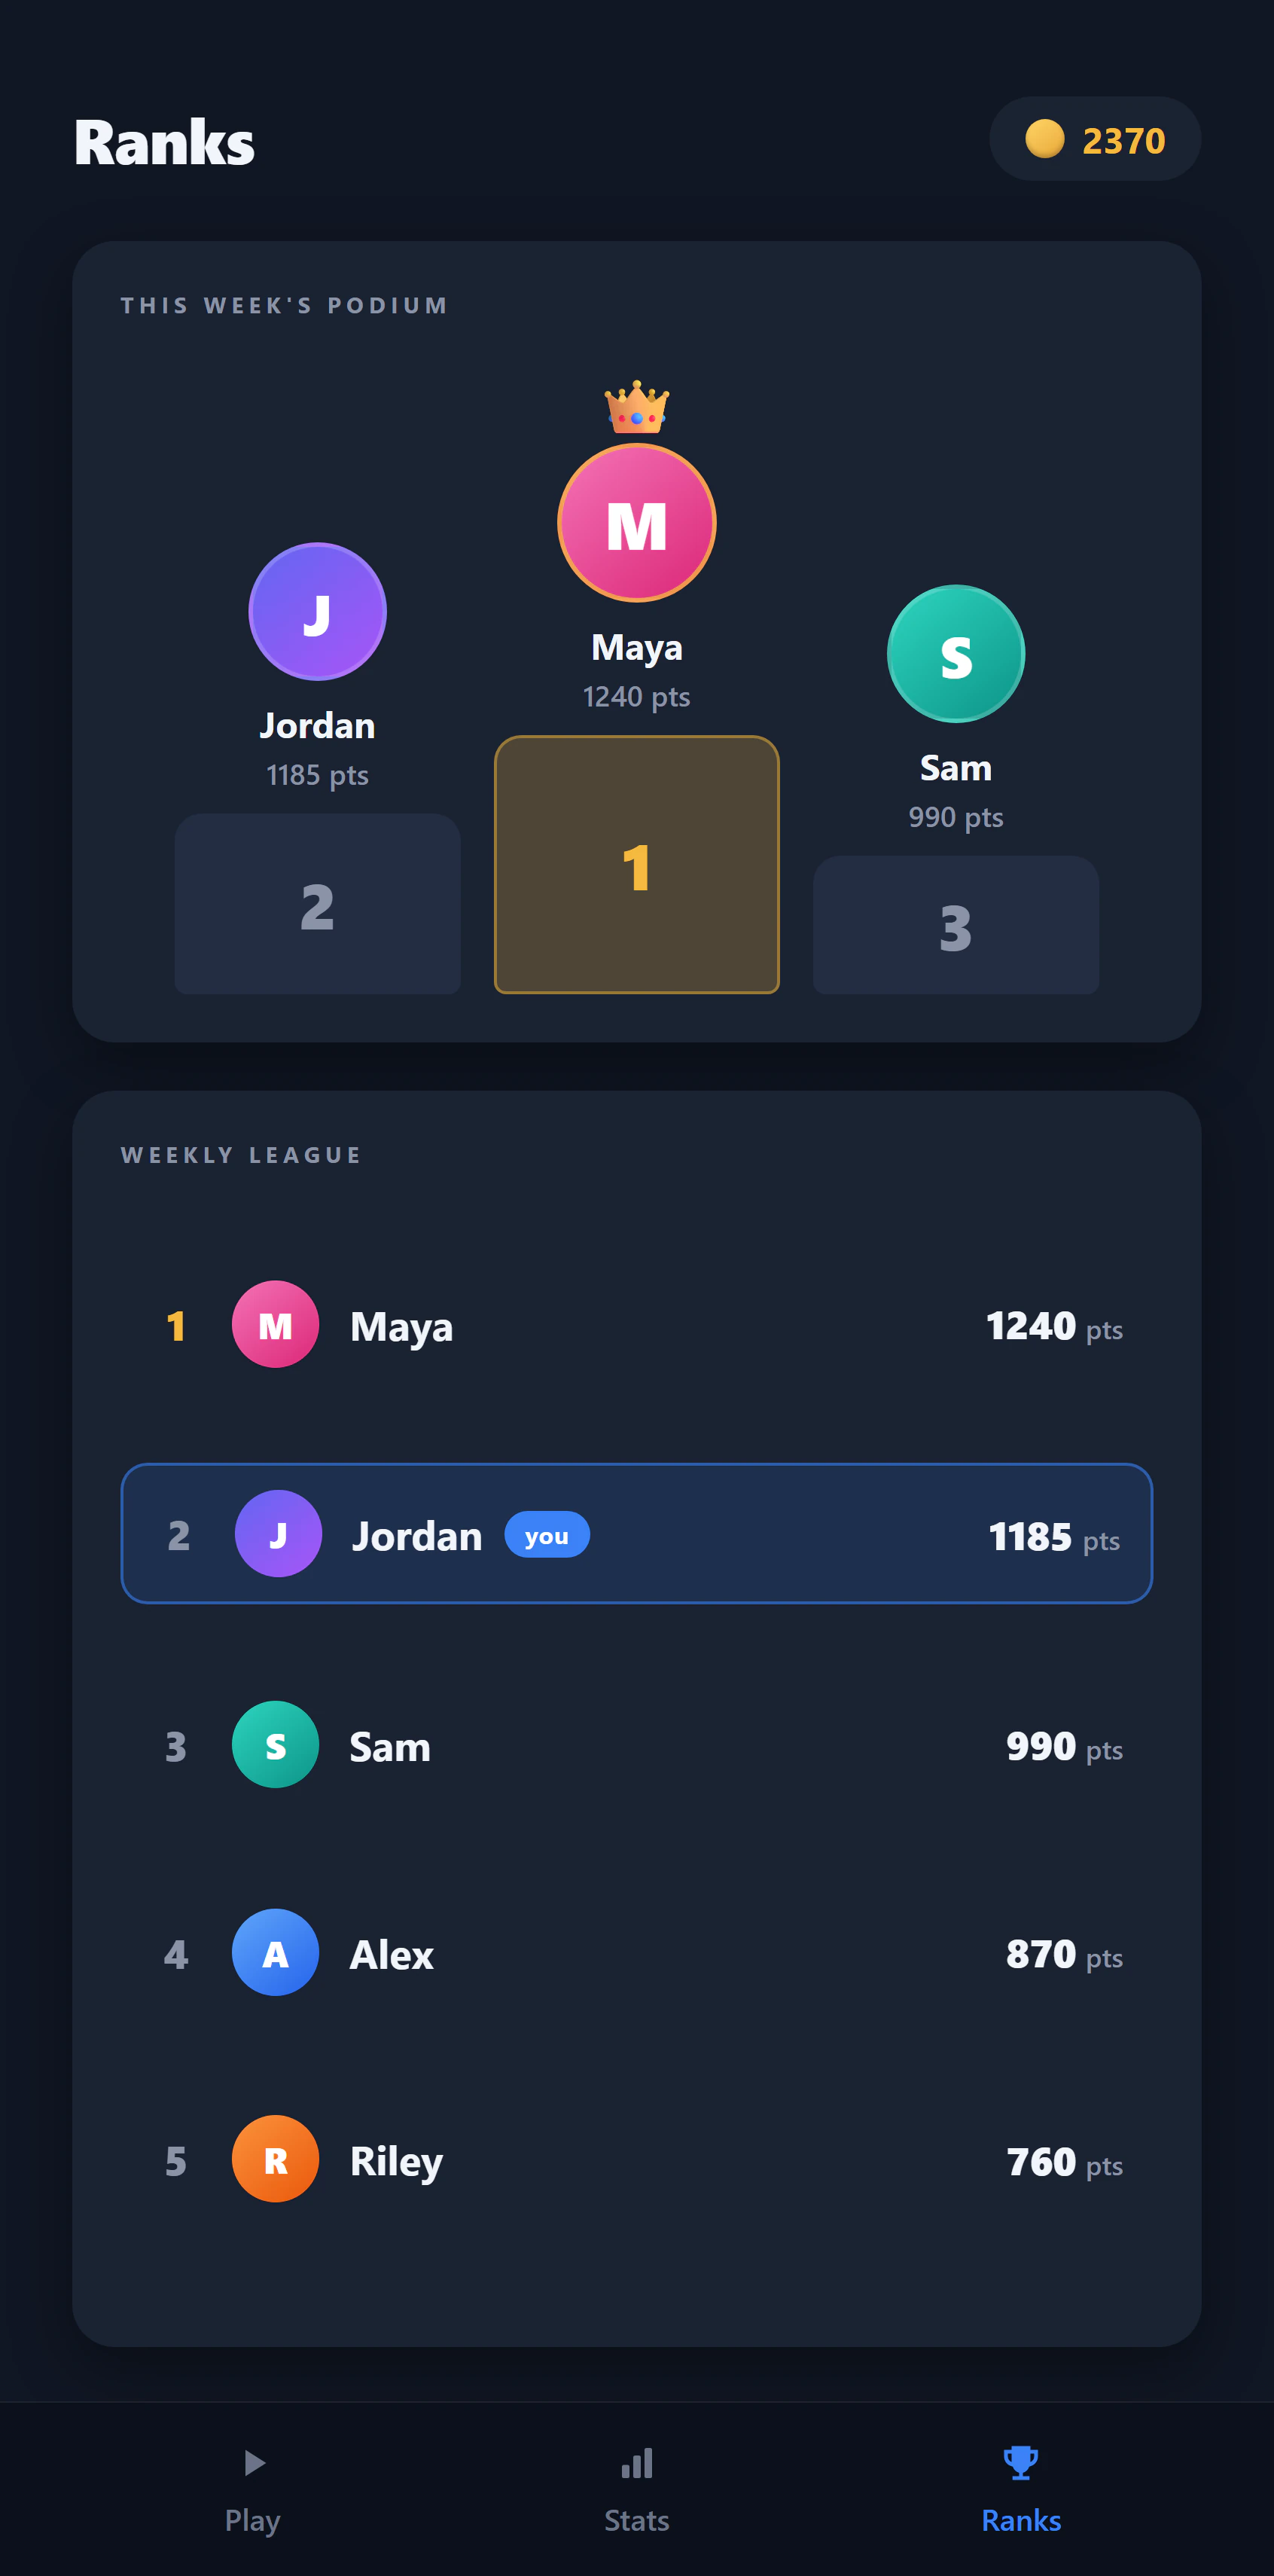 Ranks
2370
THIS WEEK'S PODIUM
M
Maya
1240 pts
1
J
Jordan
1185 pts
2
S
Sam
990 pts
3
WEEKLY LEAGUE
1 M Maya 1240 pts
2 J Jordan you 1185 pts
3 S Sam 990 pts
4 A Alex 870 pts
5 R Riley 760 pts
Play Stats Ranks